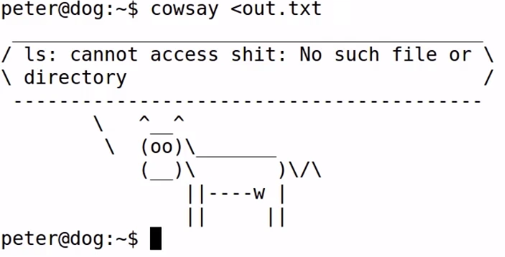 peter@dog:~$ cowsay <out.txt
 _________________________________________
/ ls: cannot access shit: No such file or \
\ directory                               /
 -----------------------------------------
        \   ^__^
         \  (oo)\_______
            (__)\       )\/\
                ||----w |
                ||     ||
peter@dog:~$